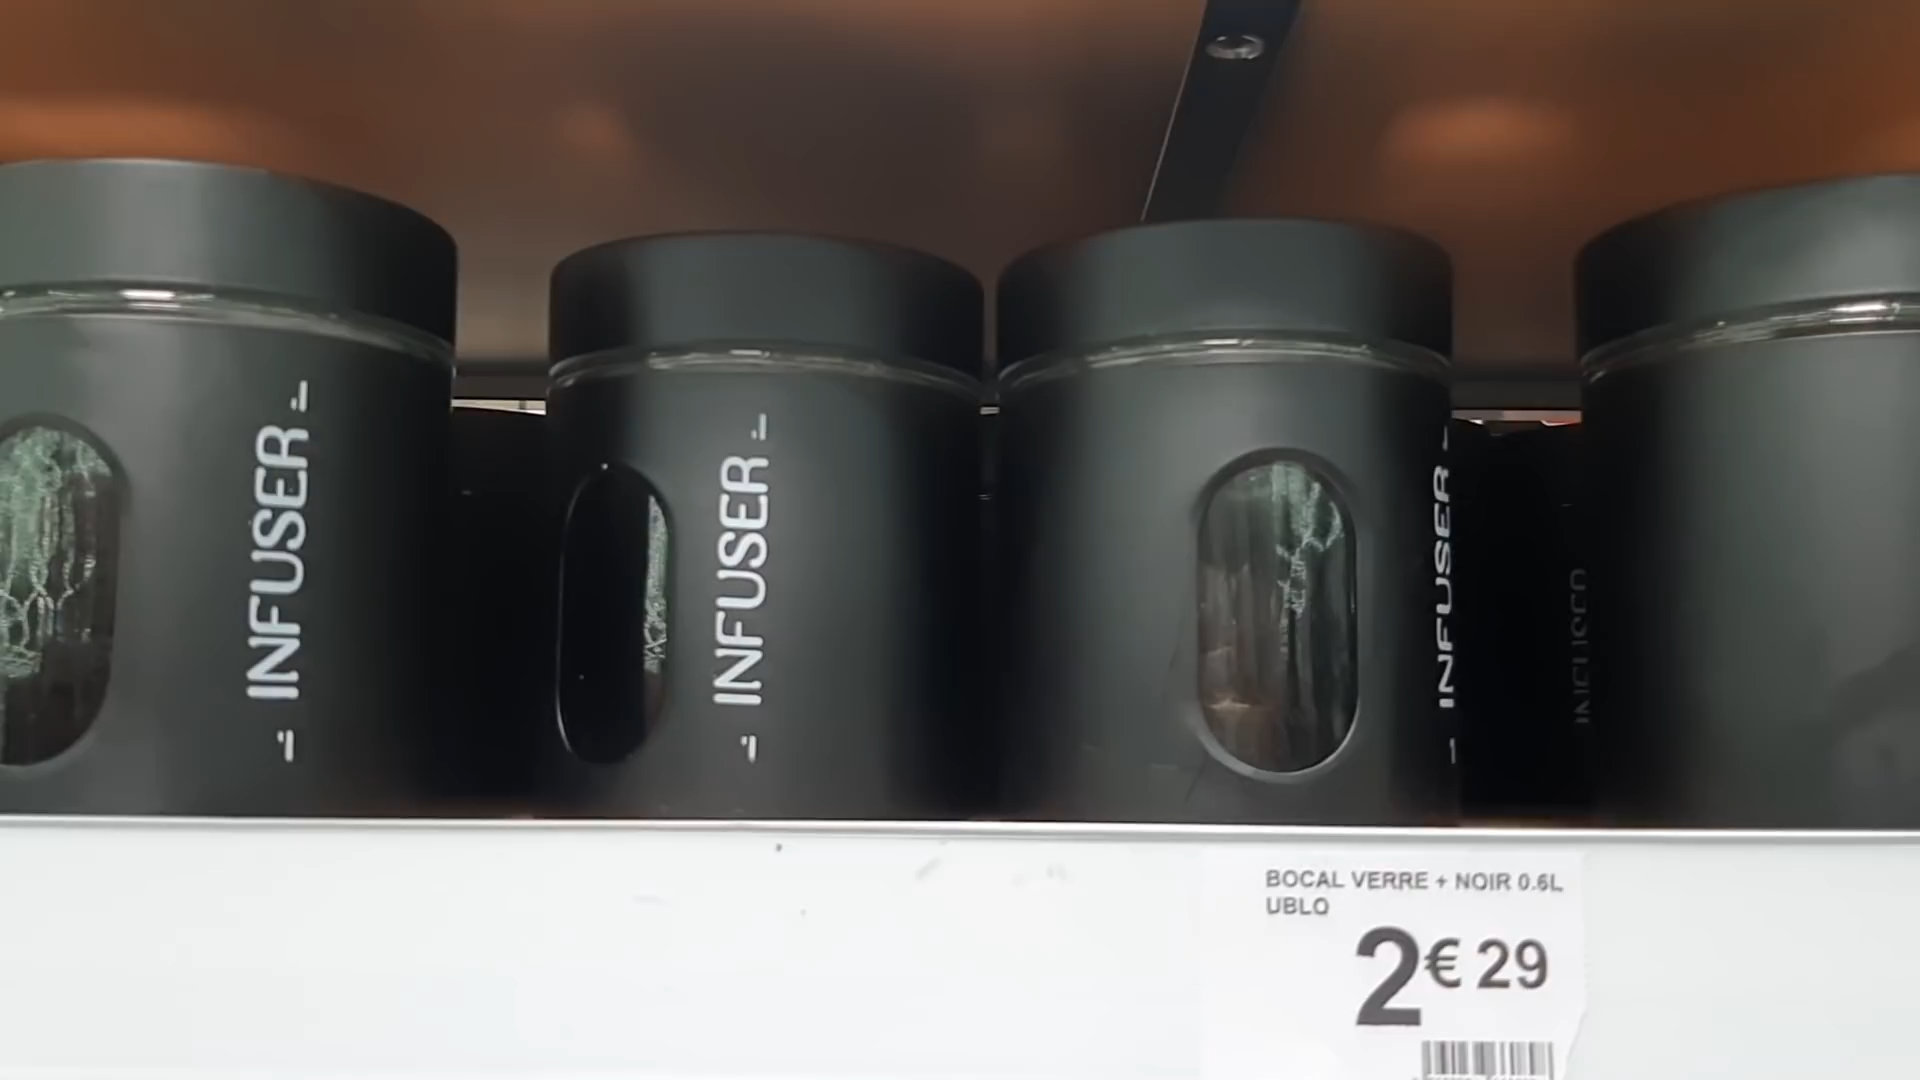 INFUSER
INFUSER
INFUSER
BOCAL VERRE + NOIR 0.6L
UBLO
2€29